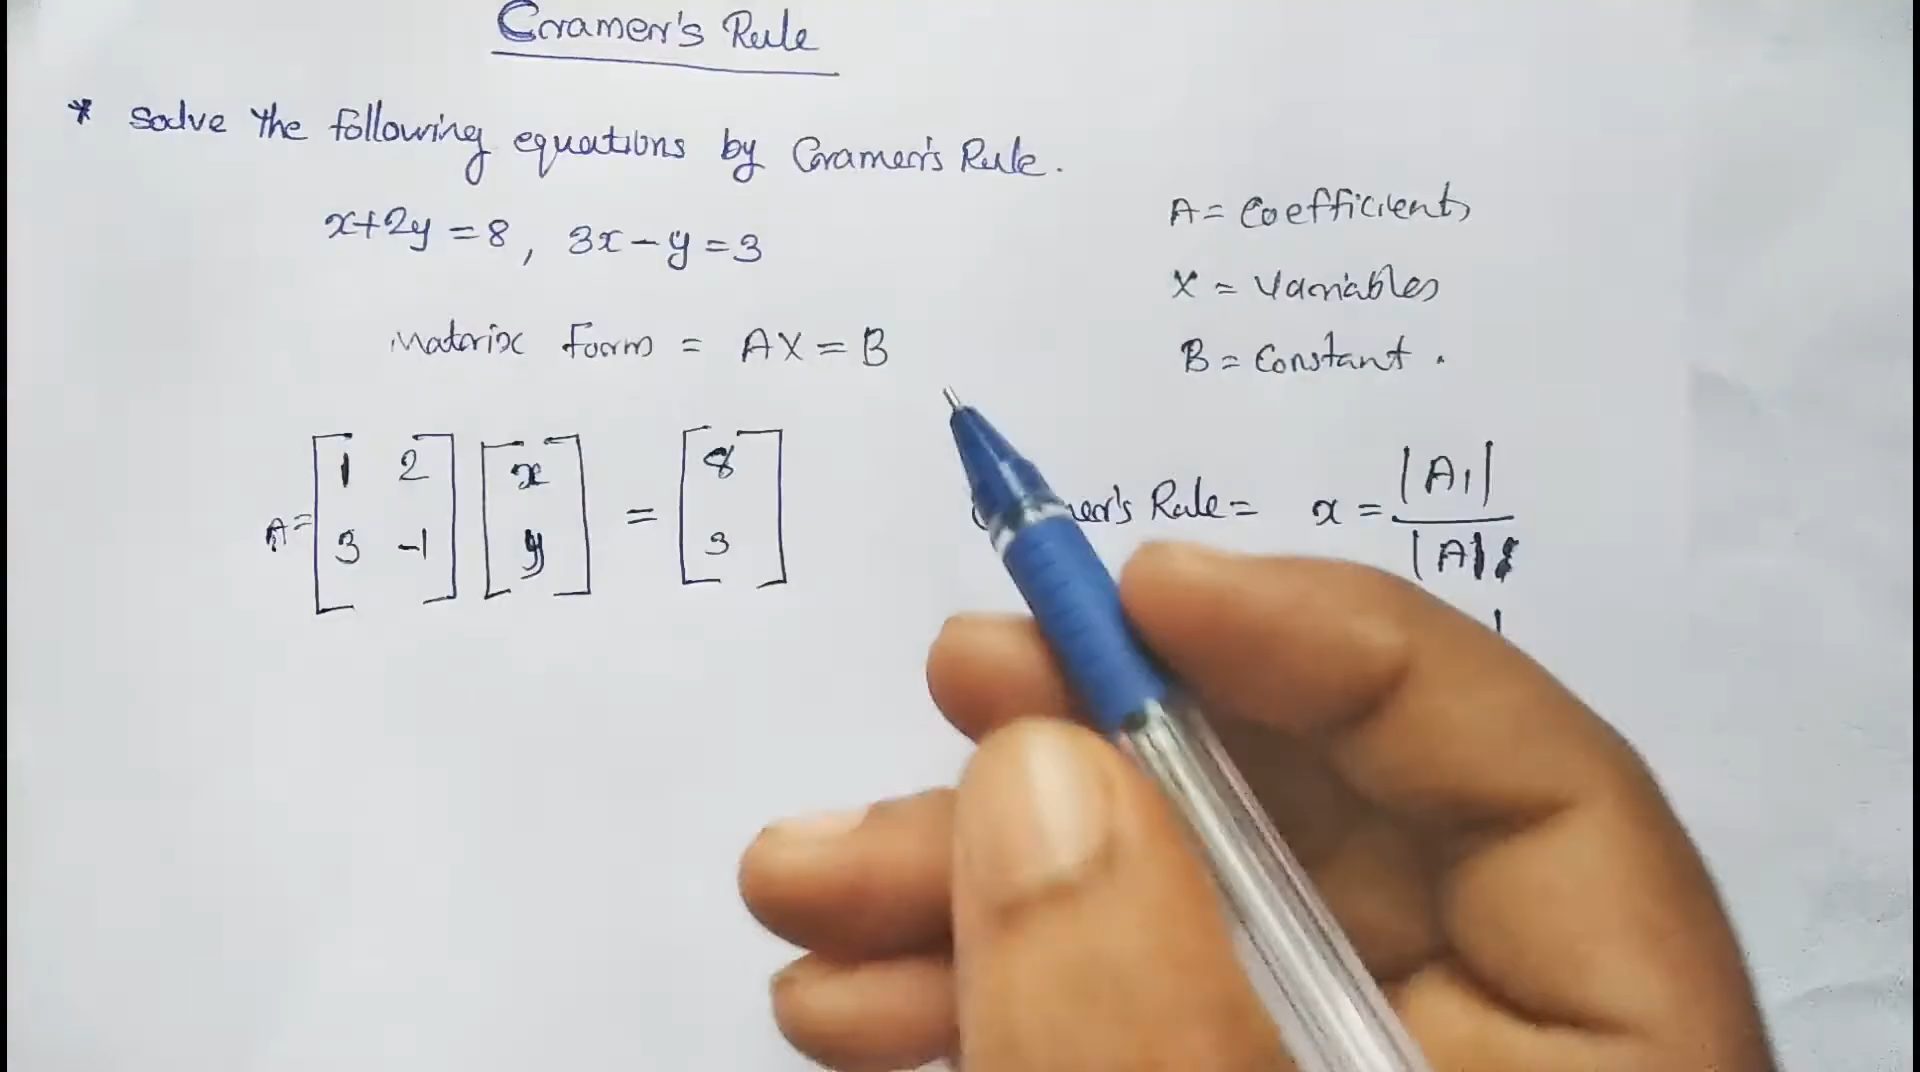 Cramer's Rule
* Solve the following equations by Cramer's Rule.
x+2y=8, 3x-y=3
A = Coefficients
X = Variables
Matrix Form = AX=B
B = Constant.
A= [1 2 3 -1] [x y] = [8 3]
Rule = x = |A1| / |A|